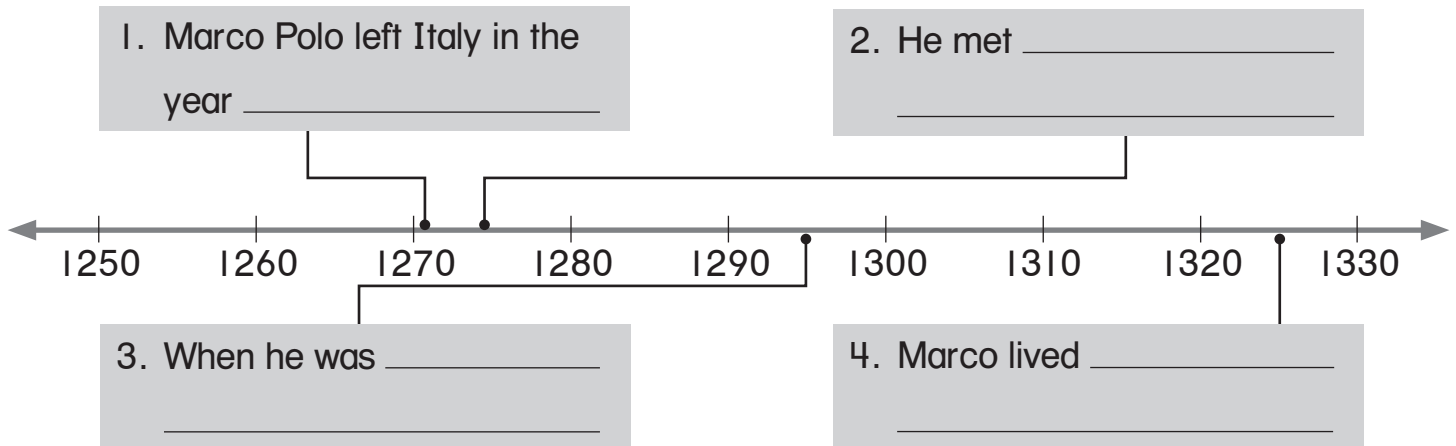 1. Marco Polo left Italy in the
year
2. He met
1250 1260 1270 1280 1290 1300 1310 1320 1330
3. When he was
4. Marco lived